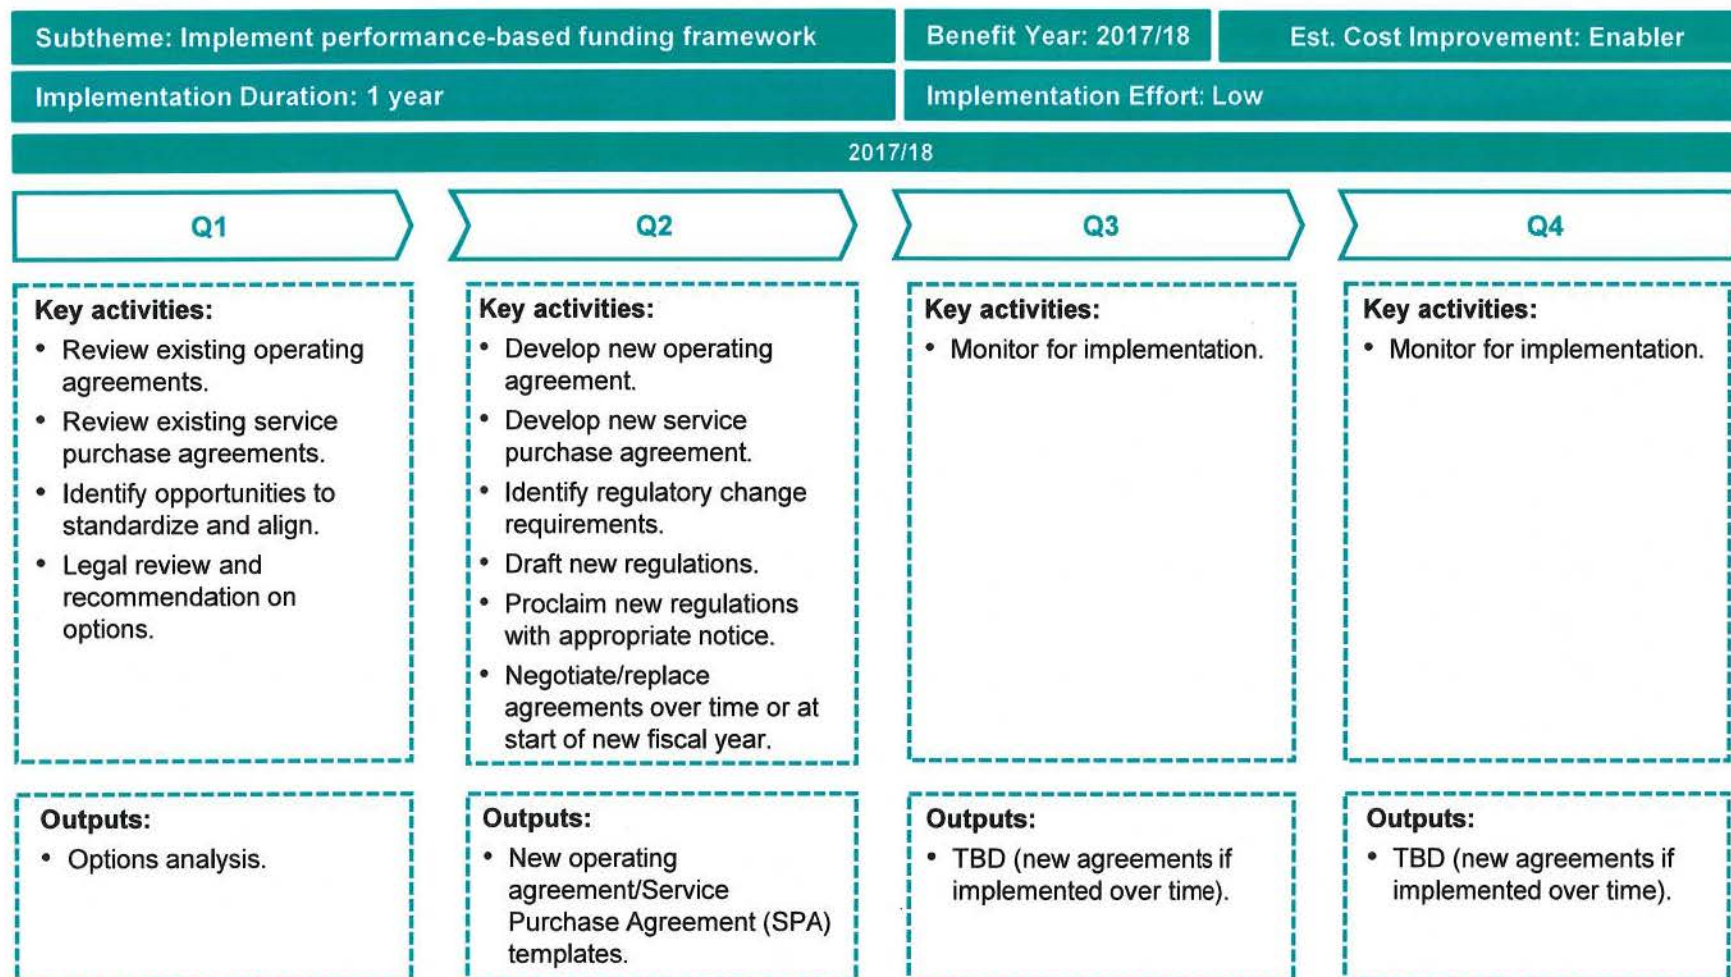 Subtheme: Implement performance-based funding framework
Benefit Year: 2017/18
Est. Cost Improvement: Enabler
Implementation Duration: 1 year
Implementation Effort: Low
2017/18
Q1
Q2
Q3
Q4
Key activities:
• Review existing operating
agreements.
• Review existing service
purchase agreements.
• Identify opportunities to
standardize and align.
• Legal review and
recommendation on
options.
Key activities:
• Develop new operating
agreement.
• Develop new service
purchase agreement.
• Identify regulatory change
requirements.
• Draft new regulations.
• Proclaim new regulations
with appropriate notice.
• Negotiate/replace
agreements over time or at
start of new fiscal year.
Key activities:
• Monitor for implementation.
Key activities:
• Monitor for implementation.
Outputs:
• Options analysis.
Outputs:
• New operating
agreement/Service
Purchase Agreement (SPA)
templates.
Outputs:
• TBD (new agreements if
implemented over time).
Outputs:
• TBD (new agreements if
implemented over time).